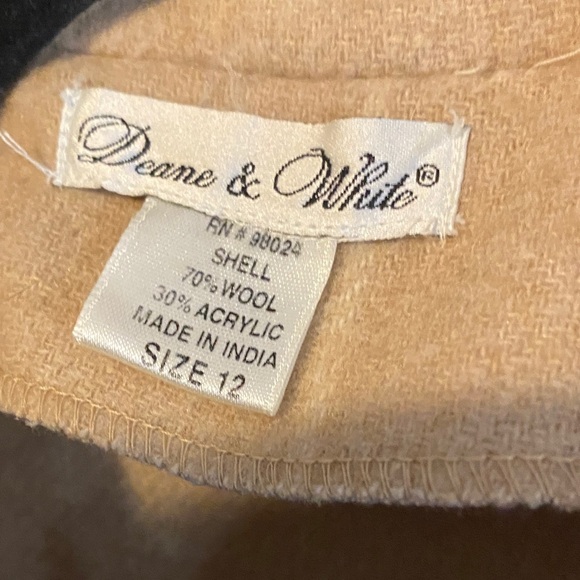 Deane & White®
RN # 98024
SHELL
70% WOOL
30% ACRYLIC
MADE IN INDIA
SIZE 12